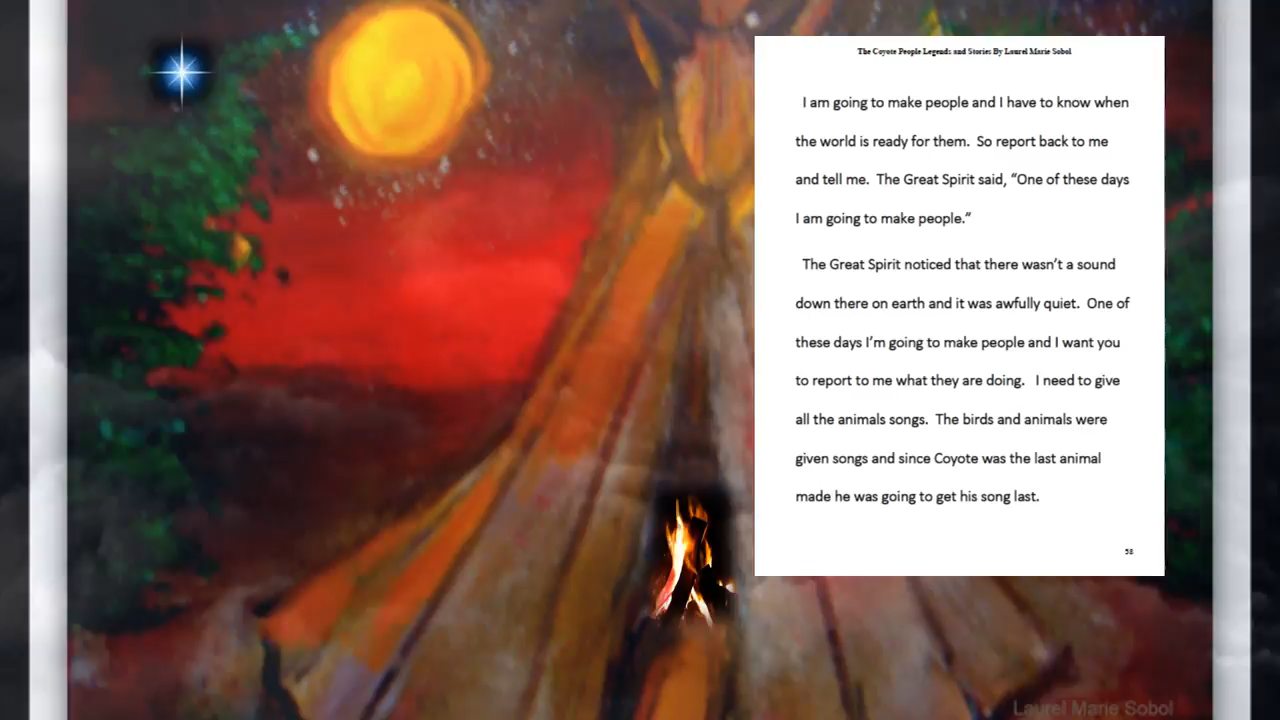 The Coyote People Legends and Stories By Laurel Marie Sobol
I am going to make people and I have to know when
the world is ready for them.  So report back to me
and tell me.  The Great Spirit said, “One of these days
I am going to make people.”
The Great Spirit noticed that there wasn’t a sound
down there on earth and it was awfully quiet.  One of
these days I’m going to make people and I want you
to report to me what they are doing.   I need to give
all the animals songs.  The birds and animals were
given songs and since Coyote was the last animal
made he was going to get his song last.
58
Laurel Marie Sobol